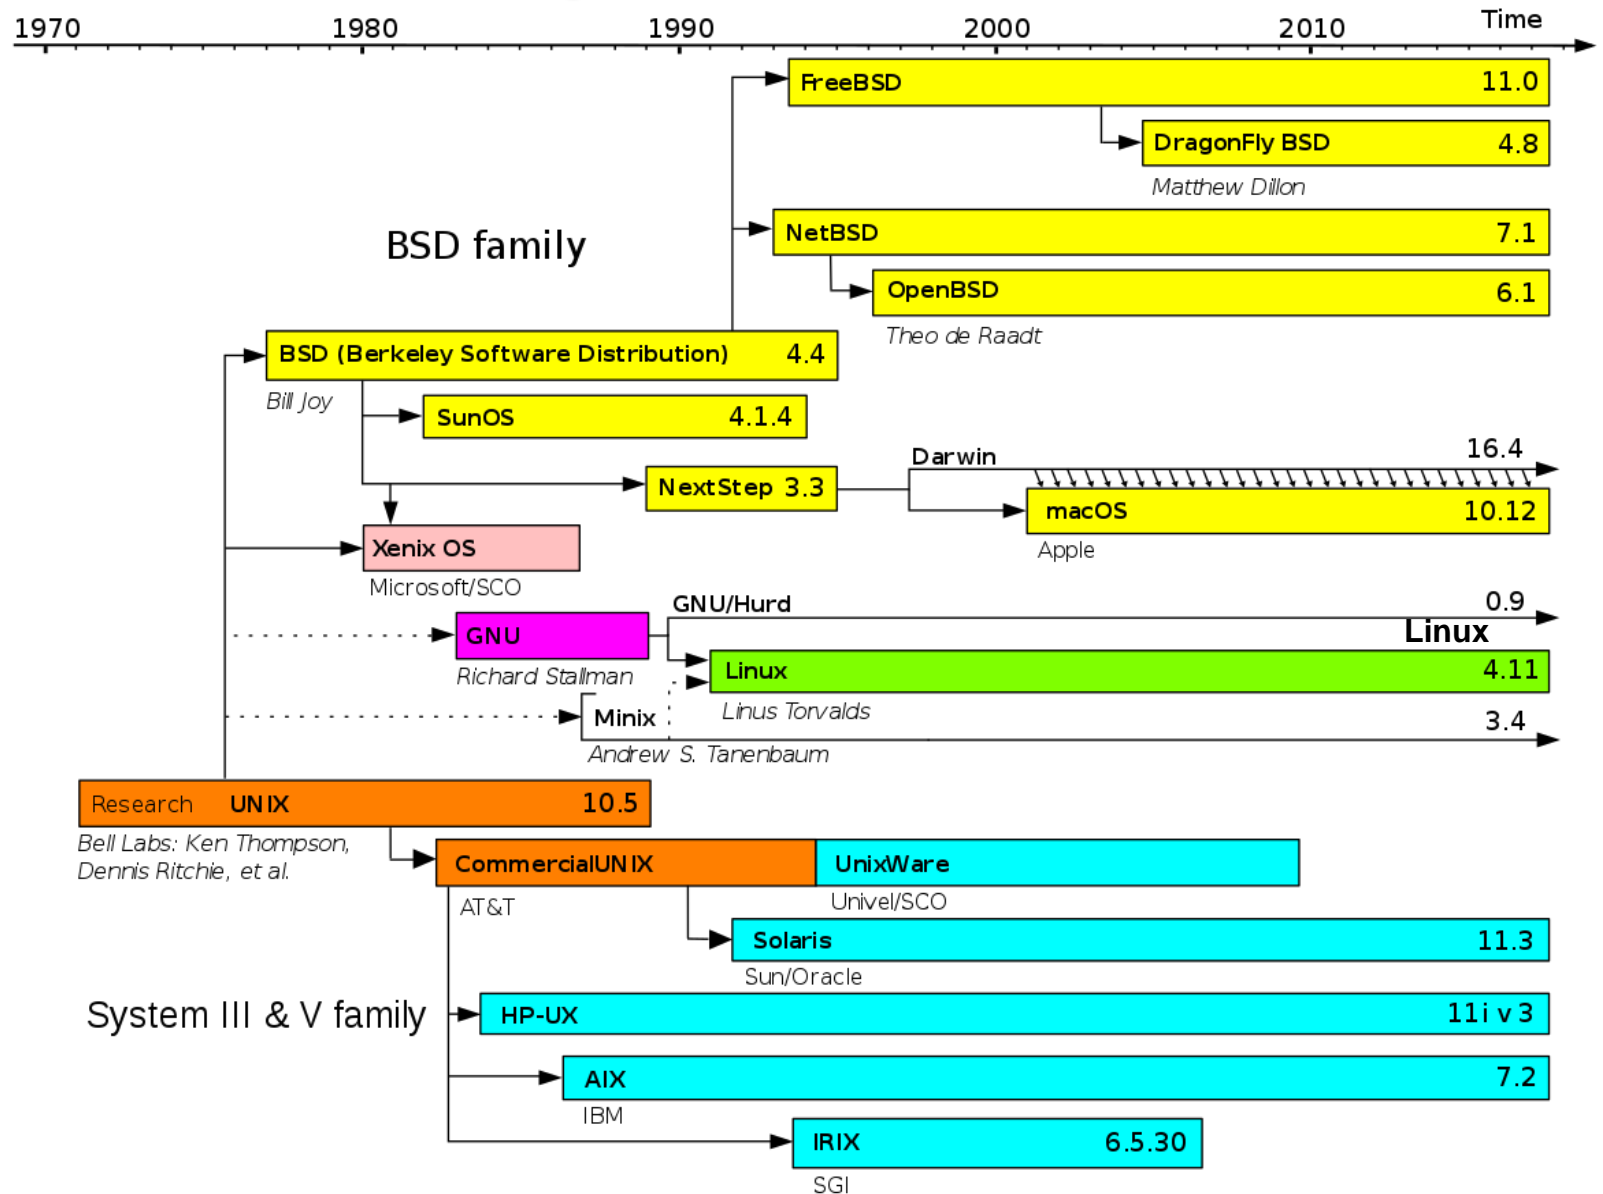 1970 1980 1990 2000 2010 Time
FreeBSD 11.0
DragonFly BSD 4.8
Matthew Dillon
BSD family
NetBSD 7.1
OpenBSD 6.1
Theo de Raadt
BSD (Berkeley Software Distribution) 4.4
Bill Joy
SunOS 4.1.4
Darwin 16.4
NextStep 3.3
macOS 10.12
Apple
Xenix OS
Microsoft/SCO
GNU/Hurd 0.9
Linux
GNU
Richard Stallman
Linux 4.11
Linus Torvalds
Minix 3.4
Andrew S. Tanenbaum
Research UNIX 10.5
Bell Labs: Ken Thompson,
Dennis Ritchie, et al.
CommercialUNIX UnixWare
AT&T
Univel/SCO
Solaris 11.3
Sun/Oracle
System III & V family
HP-UX 11i v3
AIX 7.2
IBM
IRIX 6.5.30
SGI